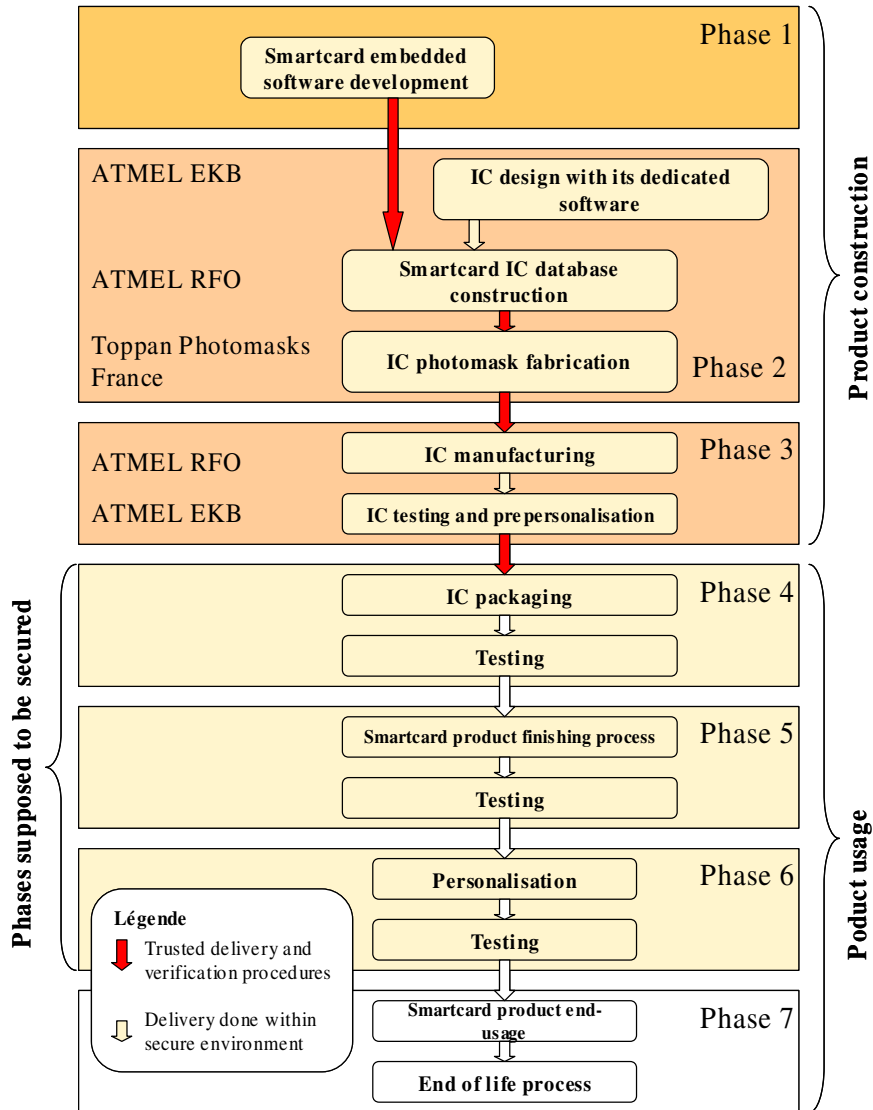 Phase 1
Smartcard embedded
software development
ATMEL EKB
IC design with its dedicated
software
ATMEL RFO
Smartcard IC database
construction
Toppan Photomasks
France
IC photomask fabrication
Phase 2
Product construction
Phase 3
ATMEL RFO
IC manufacturing
ATMEL EKB
IC testing and prepersonalisation
Phase 4
IC packaging
Testing
Phases supposed to be secured
Phase 5
Smartcard product finishing process
Testing
Poduct usage
Phase 6
Personalisation
Testing
Légende
Trusted delivery and
verification procedures
Delivery done within
secure environment
Phase 7
Smartcard product end-
usage
End of life process